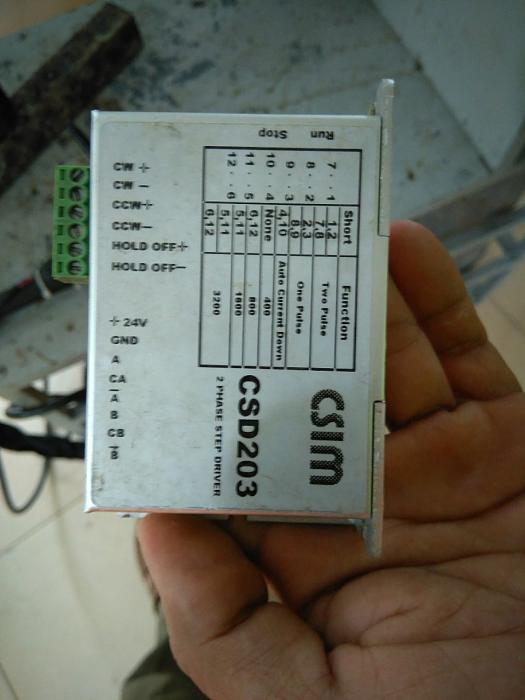 CSIM
CSD203
2 PHASE STEP DRIVER
Short Function
1,2
7,8 Two Pulse
2,3
8,9 One Pulse
4,10 Auto Current Down
None 400
6,12 800
5,11 1600
5,11
6,12 3200
7 · · 1
8 · · 2
9 · · 3
10 · · 4
11 · · 5
12 · · 6
Run
Stop
CW +
CW -
CCW+
CCW-
HOLD OFF+
HOLD OFF-
+ 24V
GND
A
CA
A̅
B
CB
B̅